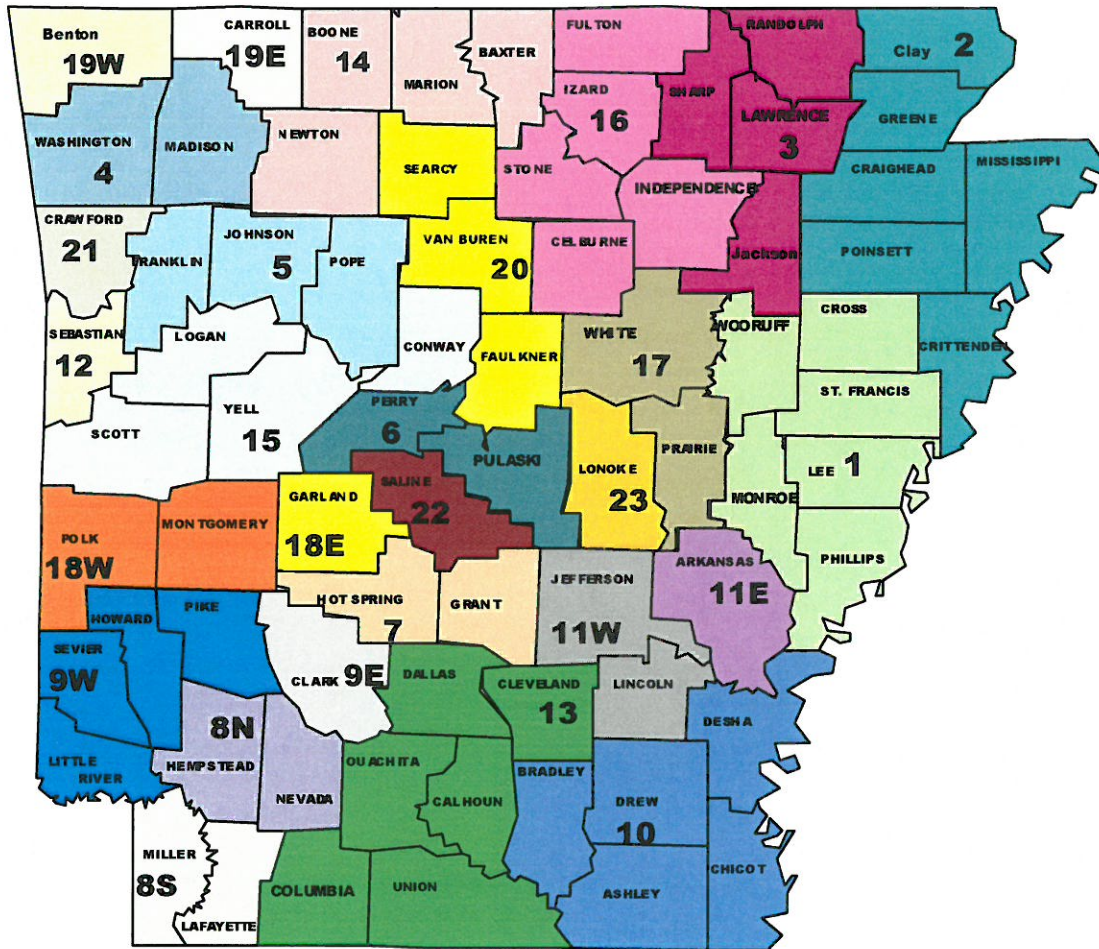 Benton
19W
CARROLL
19E
BOONE
14
MARION
BAXTER
FULTON
RANDOLPH
Clay 2
WASHINGTON
4
MADISON
NEWTON
SEARCY
IZARD
16
STONE
SHARP
LAWRENCE
3
GREENE
CRAIGHEAD
MISSISSIPPI
INDEPENDENCE
CRAWFORD
21
FRANKLIN
JOHNSON
5
POPE
VAN BUREN
20
CELBURNE
Jackson
POINSETT
SEBASTIAN
12
LOGAN
CONWAY
FAULKNER
WHITE
17
WOORUFF
CROSS
CRITTENDEN
SCOTT
YELL
15
PERRY
6
PULASKI
LONOKE
23
PRAIRIE
ST. FRANCIS
LEE 1
MONROE
PHILLIPS
POLK
18W
MONTGOMERY
GARLAND
18E
SALINE
22
HOT SPRING
7
GRANT
JEFFERSON
11W
ARKANSAS
11E
HOWARD
PIKE
SEVIER
9W
CLARK 9E
DALLAS
CLEVELAND
13
LINCOLN
DESHA
LITTLE
RIVER
8N
HEMPSTEAD
NEVADA
OUACHITA
CALHOUN
BRADLEY
DREW
10
CHICOT
MILLER
8S
LAFAYETTE
COLUMBIA
UNION
ASHLEY